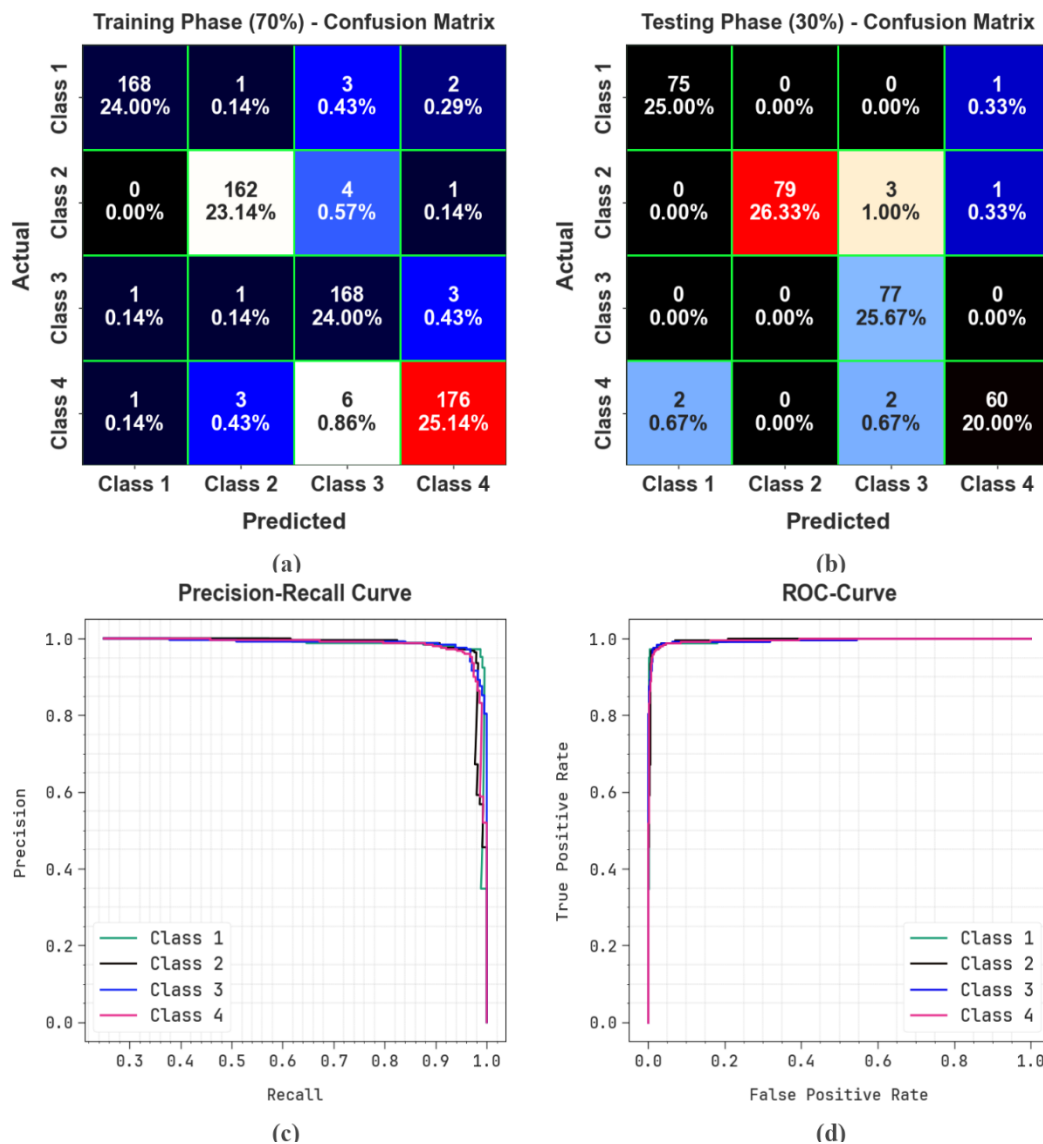 Training Phase (70%) - Confusion Matrix
Actual
Class 1
168
24.00%
1
0.14%
3
0.43%
2
0.29%
Class 2
0
0.00%
162
23.14%
4
0.57%
1
0.14%
Class 3
1
0.14%
1
0.14%
168
24.00%
3
0.43%
Class 4
1
0.14%
3
0.43%
6
0.86%
176
25.14%
Class 1 Class 2 Class 3 Class 4
Predicted
(a)
Testing Phase (30%) - Confusion Matrix
Actual
Class 1
75
25.00%
0
0.00%
0
0.00%
1
0.33%
Class 2
0
0.00%
79
26.33%
3
1.00%
1
0.33%
Class 3
0
0.00%
0
0.00%
77
25.67%
0
0.00%
Class 4
2
0.67%
0
0.00%
2
0.67%
60
20.00%
Class 1 Class 2 Class 3 Class 4
Predicted
(b)
Precision-Recall Curve
Precision
1.0
0.8
0.6
0.4
0.2
0.0
Class 1
Class 2
Class 3
Class 4
0.3 0.4 0.5 0.6 0.7 0.8 0.9 1.0
Recall
(c)
ROC-Curve
True Positive Rate
1.0
0.8
0.6
0.4
0.2
0.0
Class 1
Class 2
Class 3
Class 4
0.0 0.2 0.4 0.6 0.8 1.0
False Positive Rate
(d)